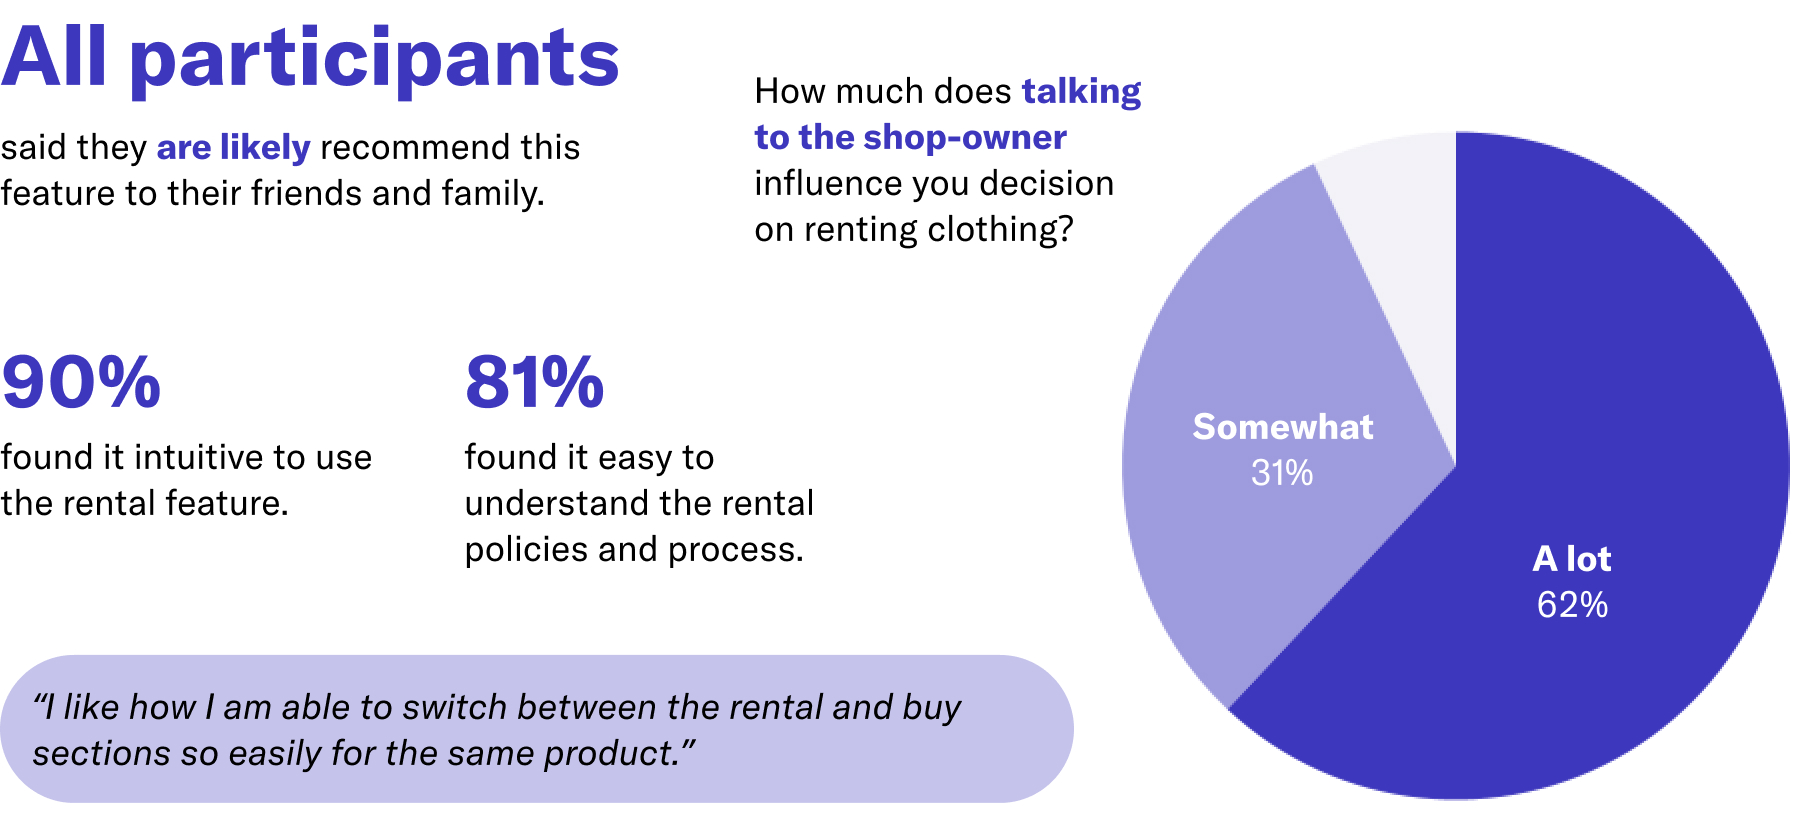 All participants
said they are likely recommend this
feature to their friends and family.
How much does talking
to the shop-owner
influence you decision
on renting clothing?
90%
found it intuitive to use
the rental feature.
81%
found it easy to
understand the rental
policies and process.
Somewhat
31%
A lot
62%
“I like how I am able to switch between the rental and buy
sections so easily for the same product.”